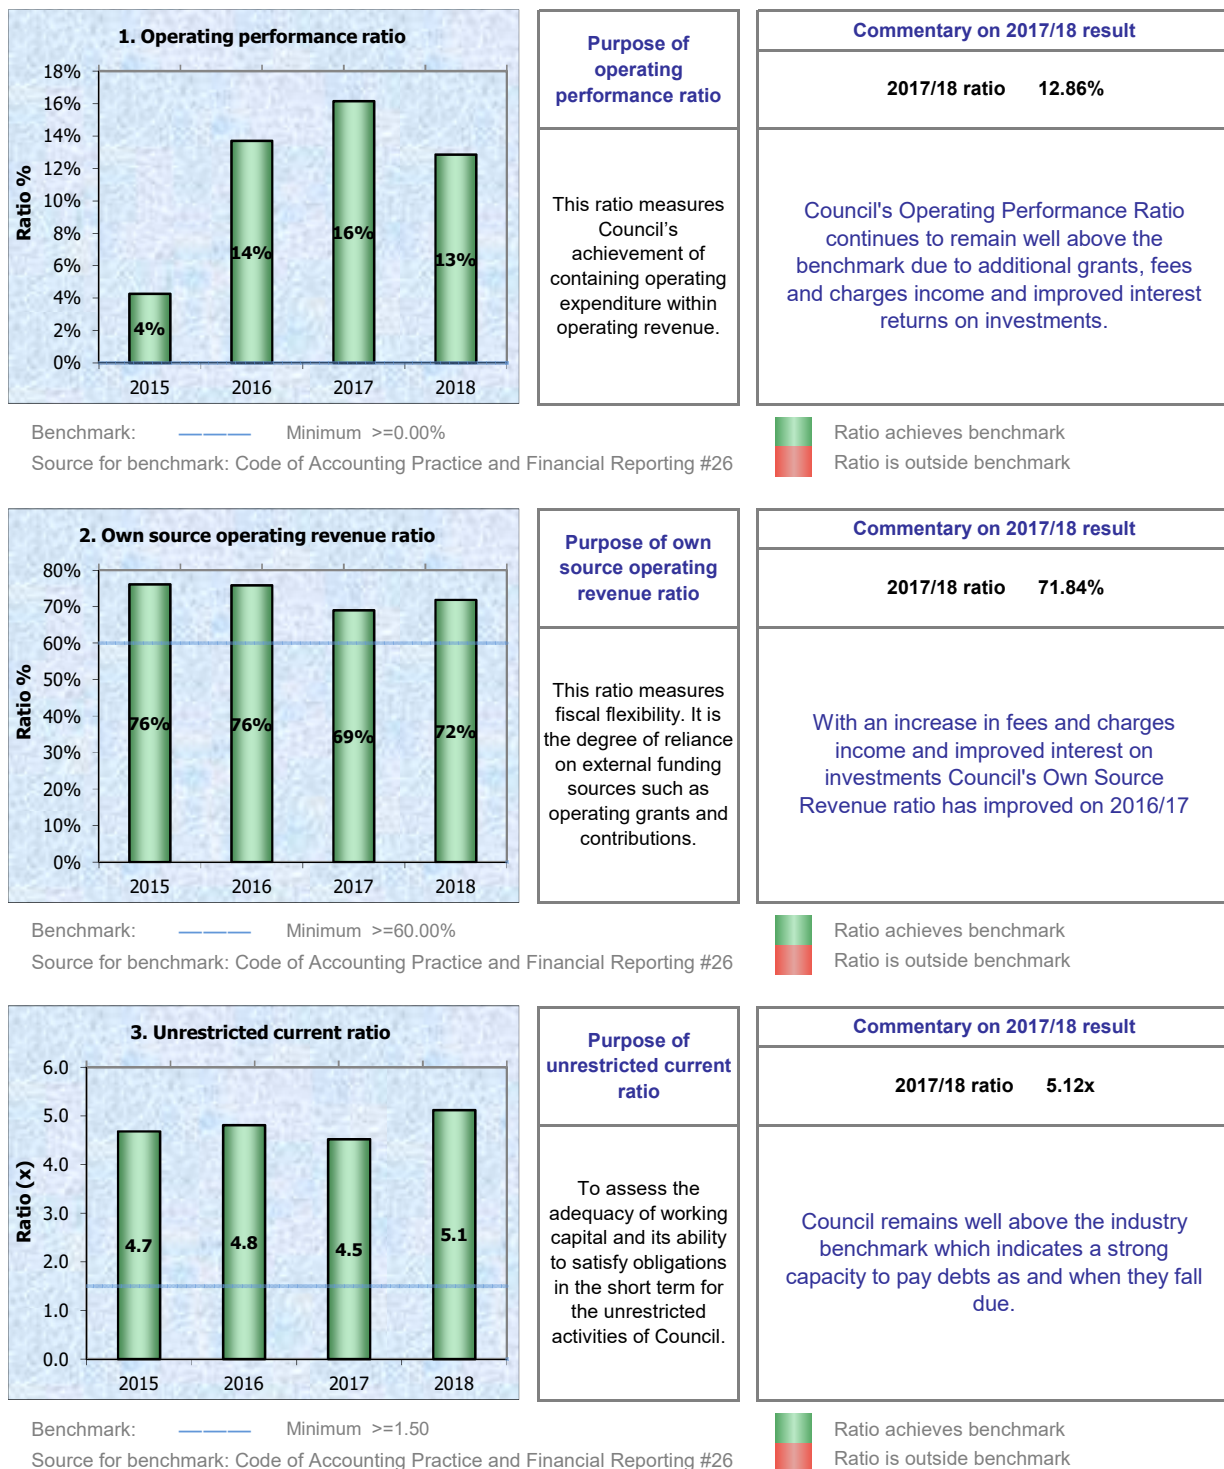 1. Operating performance ratio
18%
16%
14%
12%
10%
8%
6%
4%
2%
0%
Ratio %
4%
14%
16%
13%
2015 2016 2017 2018
Purpose of
operating
performance ratio
This ratio measures
Council's
achievement of
containing operating
expenditure within
operating revenue.
Commentary on 2017/18 result
2017/18 ratio 12.86%
Council's Operating Performance Ratio
continues to remain well above the
benchmark due to additional grants, fees
and charges income and improved interest
returns on investments.
Benchmark: Minimum >=0.00%
Source for benchmark: Code of Accounting Practice and Financial Reporting #26
Ratio achieves benchmark
Ratio is outside benchmark
2. Own source operating revenue ratio
80%
70%
60%
50%
40%
30%
20%
10%
0%
Ratio %
76%
76%
69%
72%
2015 2016 2017 2018
Purpose of own
source operating
revenue ratio
This ratio measures
fiscal flexibility. It is
the degree of reliance
on external funding
sources such as
operating grants and
contributions.
Commentary on 2017/18 result
2017/18 ratio 71.84%
With an increase in fees and charges
income and improved interest on
investments Council's Own Source
Revenue ratio has improved on 2016/17
Benchmark: Minimum >=60.00%
Source for benchmark: Code of Accounting Practice and Financial Reporting #26
Ratio achieves benchmark
Ratio is outside benchmark
3. Unrestricted current ratio
6.0
5.0
4.0
3.0
2.0
1.0
0.0
Ratio (x)
4.7
4.8
4.5
5.1
2015 2016 2017 2018
Purpose of
unrestricted current
ratio
To assess the
adequacy of working
capital and its ability
to satisfy obligations
in the short term for
the unrestricted
activities of Council.
Commentary on 2017/18 result
2017/18 ratio 5.12x
Council remains well above the industry
benchmark which indicates a strong
capacity to pay debts as and when they fall
due.
Benchmark: Minimum >=1.50
Source for benchmark: Code of Accounting Practice and Financial Reporting #26
Ratio achieves benchmark
Ratio is outside benchmark